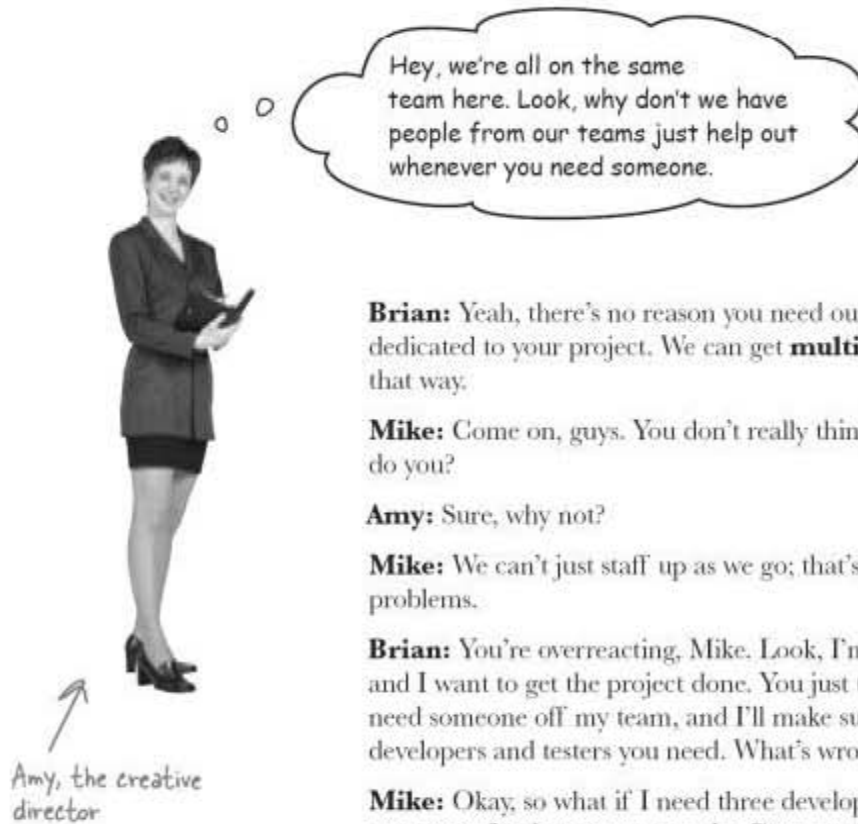 Hey, we're all on the same
team here. Look, why don't we have
people from our teams just help out
whenever you need someone.
Brian: Yeah, there's no reason you need ou
dedicated to your project. We can get multi
that way.
Mike: Come on, guys. You don't really thin
do you?
Amy: Sure, why not?
Mike: We can't just staff up as we go; that's
problems.
Brian: You're overreacting, Mike. Look, I'm
and I want to get the project done. You just
need someone off my team, and I'll make su
developers and testers you need. What's wro
Amy, the creative
director
Mike: Okay, so what if I need three develop